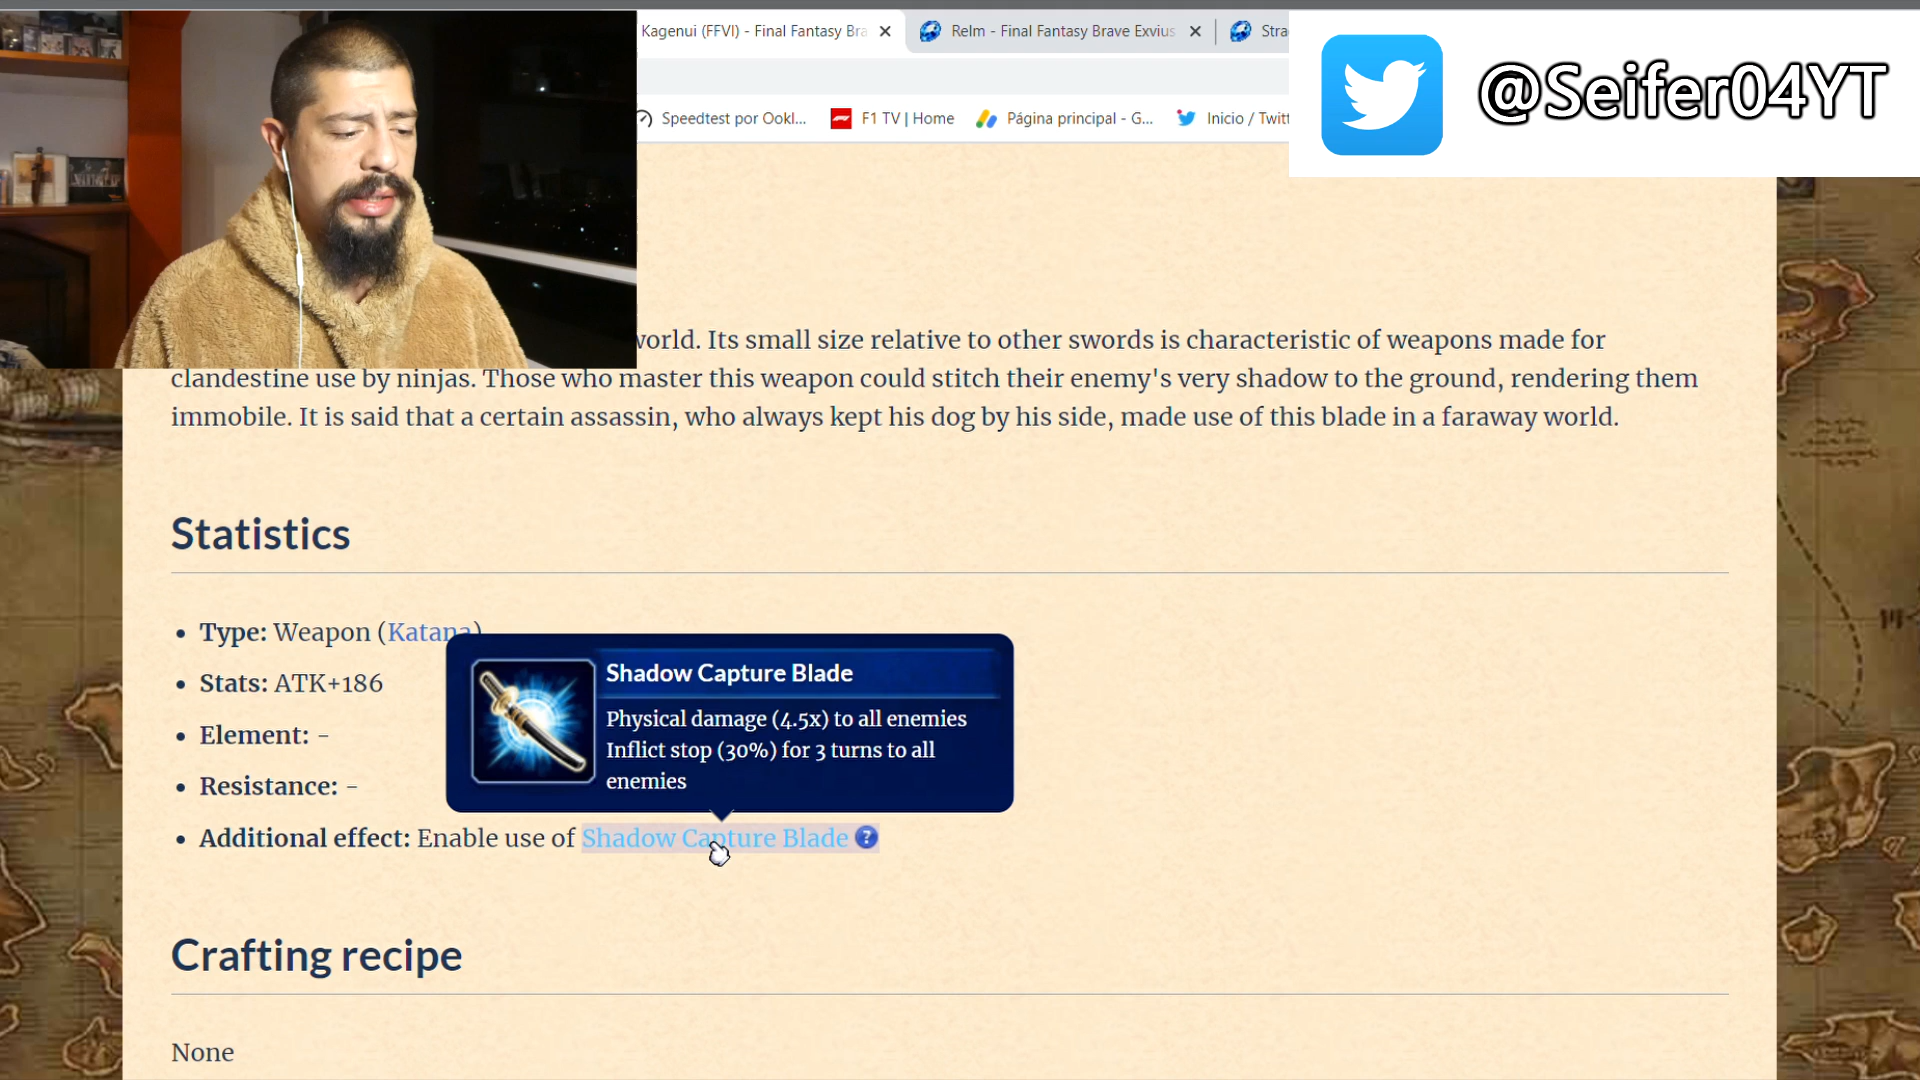 Kagenui (FFVI) - Final Fantasy Bra
Relm - Final Fantasy Brave Exvius
Stra
@Seifer04YT
Speedtest por Ookl...
F1 TV | Home
Página principal - G...
Inicio / Twitt
world. Its small size relative to other swords is characteristic of weapons made for
clandestine use by ninjas. Those who master this weapon could stitch their enemy's very shadow to the ground, rendering them
immobile. It is said that a certain assassin, who always kept his dog by his side, made use of this blade in a faraway world.
Statistics
• Type: Weapon (Katana)
Shadow Capture Blade
• Stats: ATK+186
Physical damage (4.5x) to all enemies
• Element: -
Inflict stop (30%) for 3 turns to all
enemies
• Resistance: -
• Additional effect: Enable use of Shadow Capture Blade ?
Crafting recipe
None